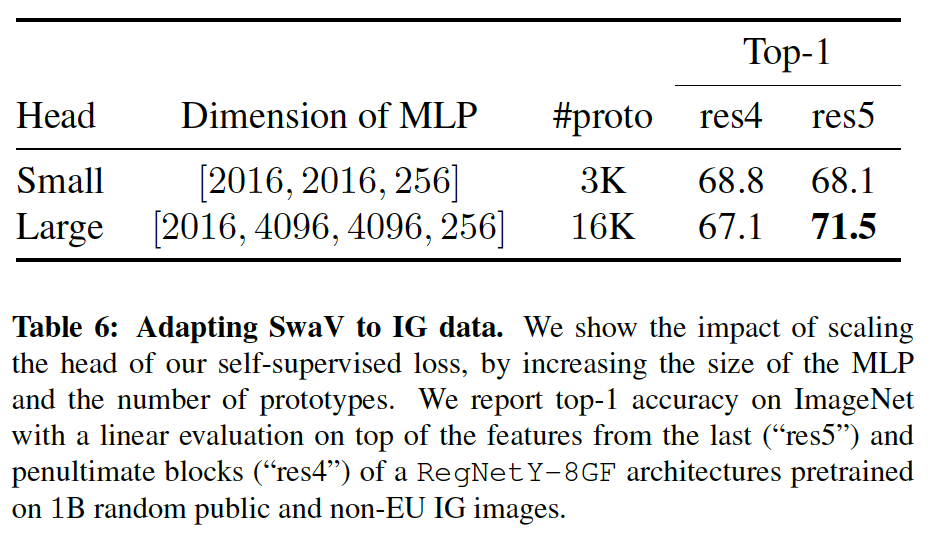 Top-1
Head Dimension of MLP #proto res4 res5
Small [2016, 2016, 256] 3K 68.8 68.1
Large [2016, 4096, 4096, 256] 16K 67.1 71.5
Table 6: Adapting SwaV to IG data. We show the impact of scaling
the head of our self-supervised loss, by increasing the size of the MLP
and the number of prototypes. We report top-1 accuracy on ImageNet
with a linear evaluation on top of the features from the last (“res5”) and
penultimate blocks (“res4”) of a RegNetY-8GF architectures pretrained
on 1B random public and non-EU IG images.